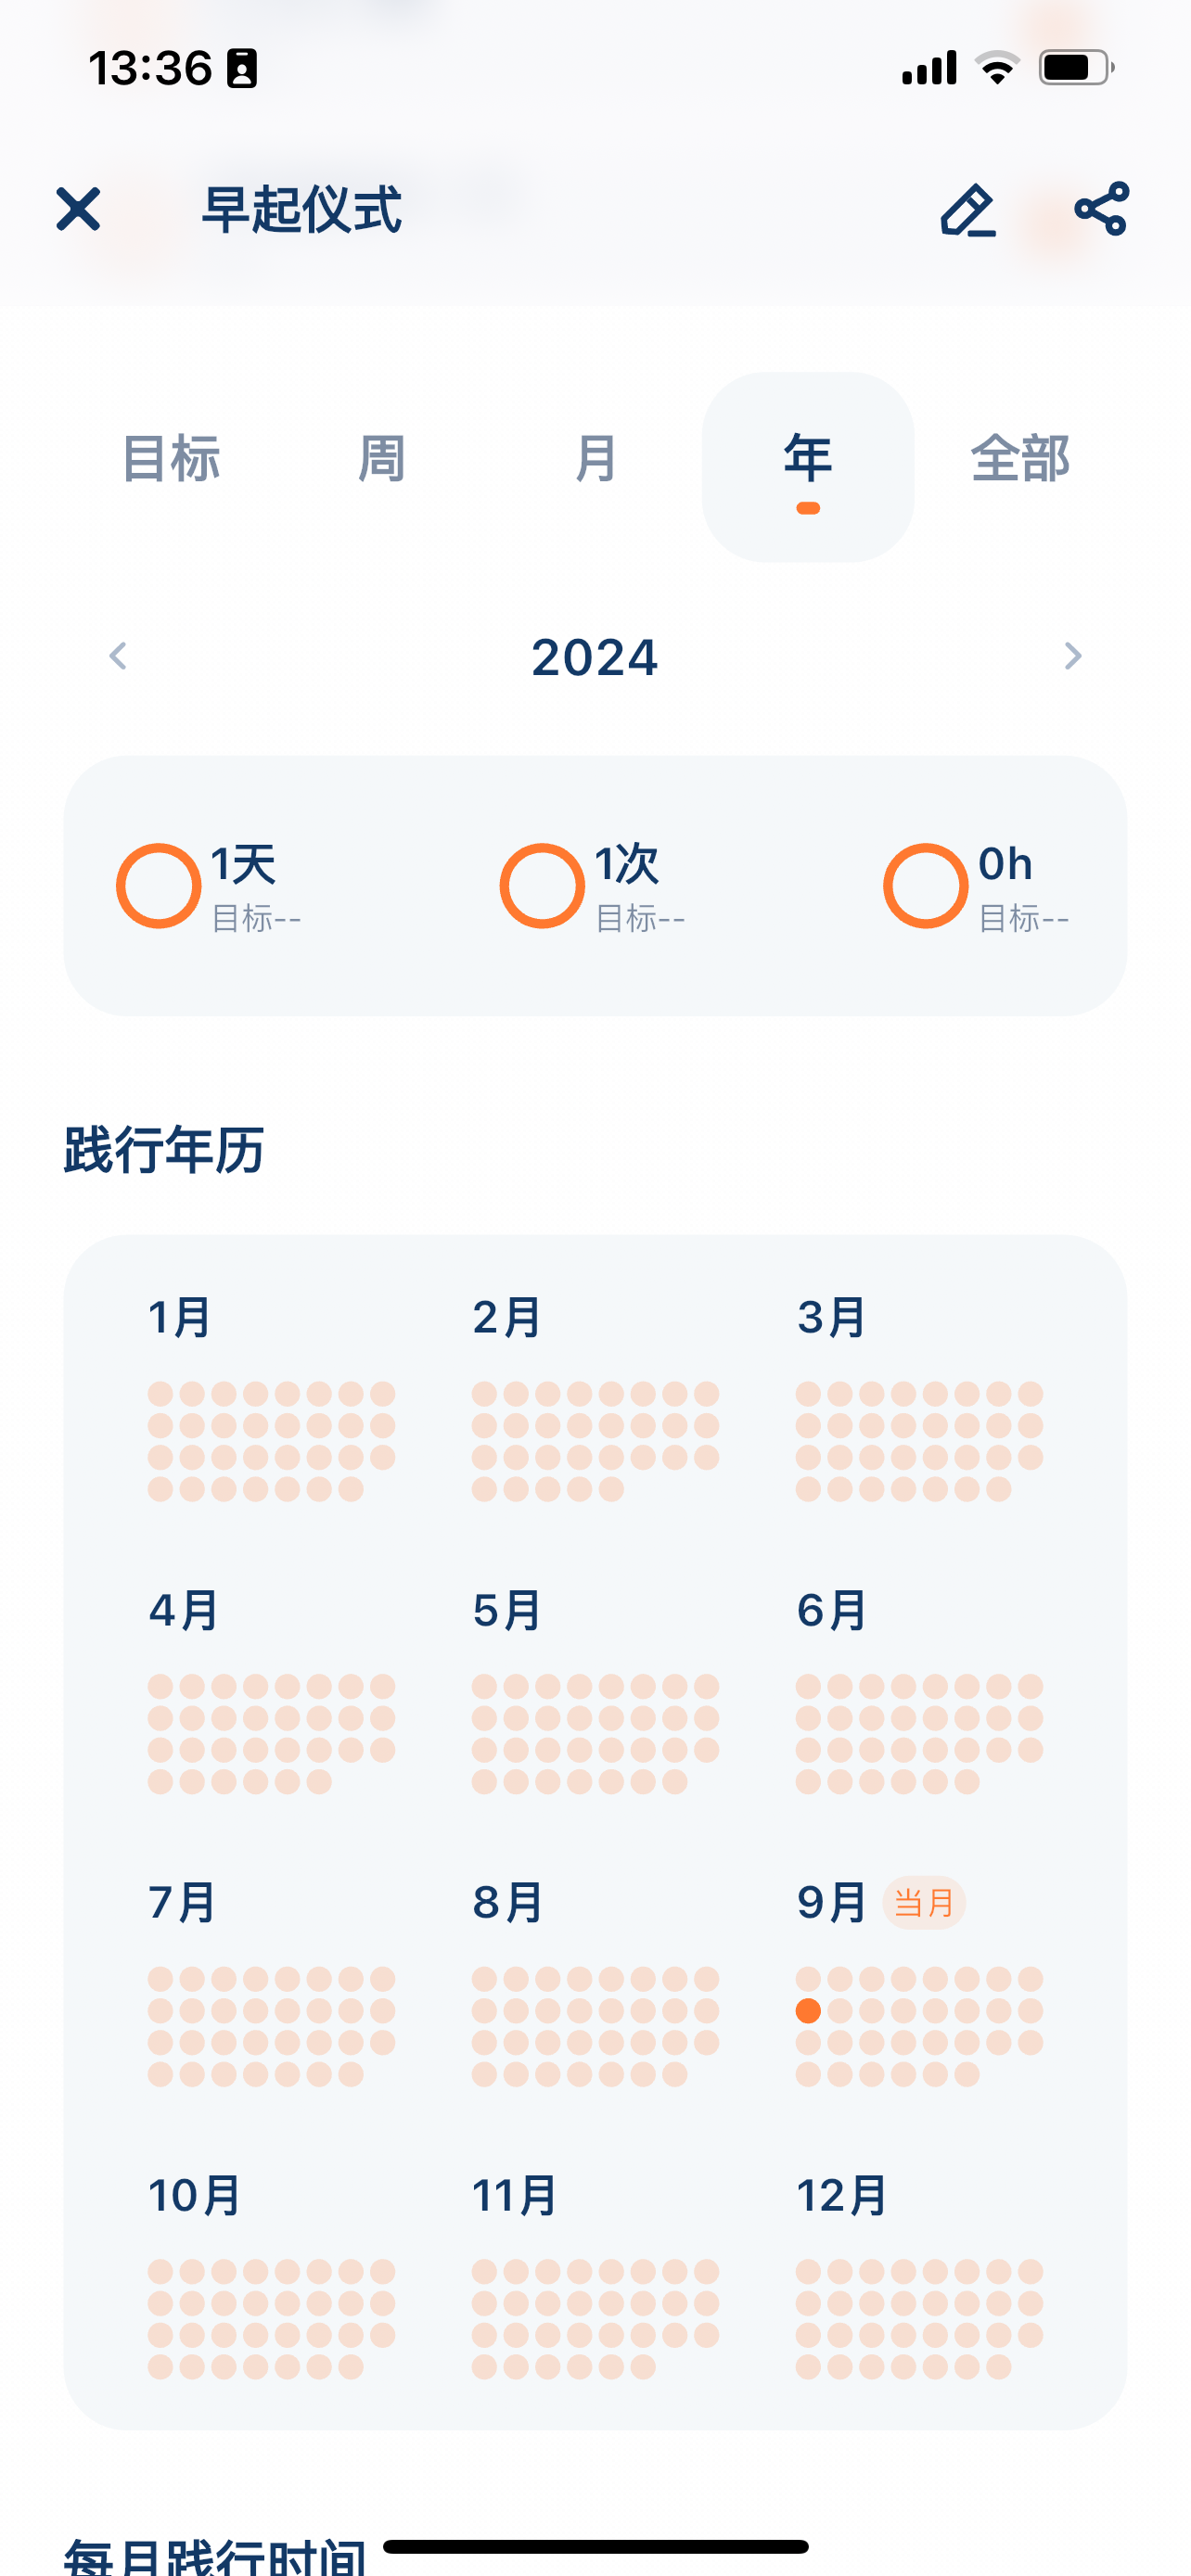 13:36
早起仪式
目标 周 月 年 全部
2024
1天 1次 0h
目标-- 目标-- 目标--
践行年历
1月 2月 3月
4月 5月 6月
7月 8月 9月 当月
10月 11月 12月
每月践行时间